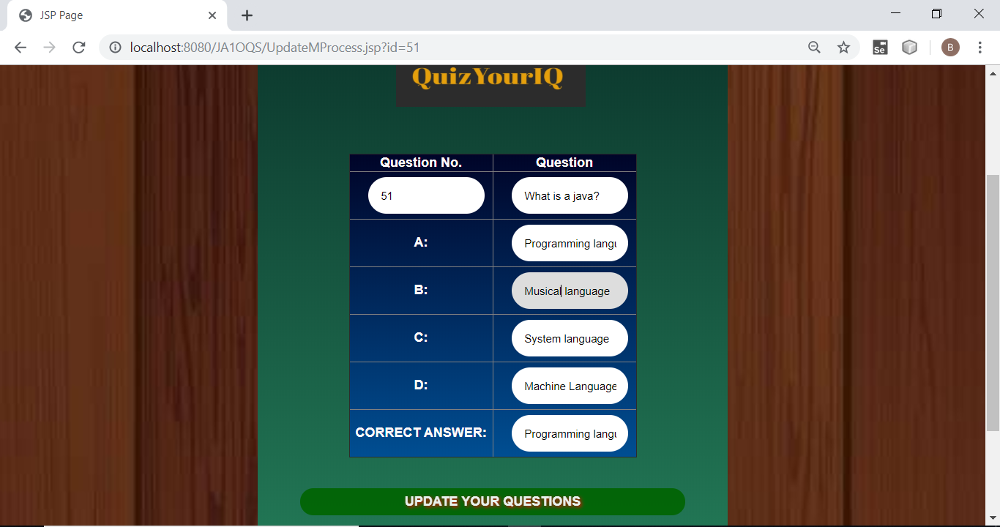 JSP Page
localhost:8080/JA1OQS/UpdateMProcess.jsp?id=51
Se
B
QuizYourIQ
Question No. Question
51 What is a java?
A: Programming langu
B: Musical language
C: System language
D: Machine Language
CORRECT ANSWER: Programming langu
UPDATE YOUR QUESTIONS